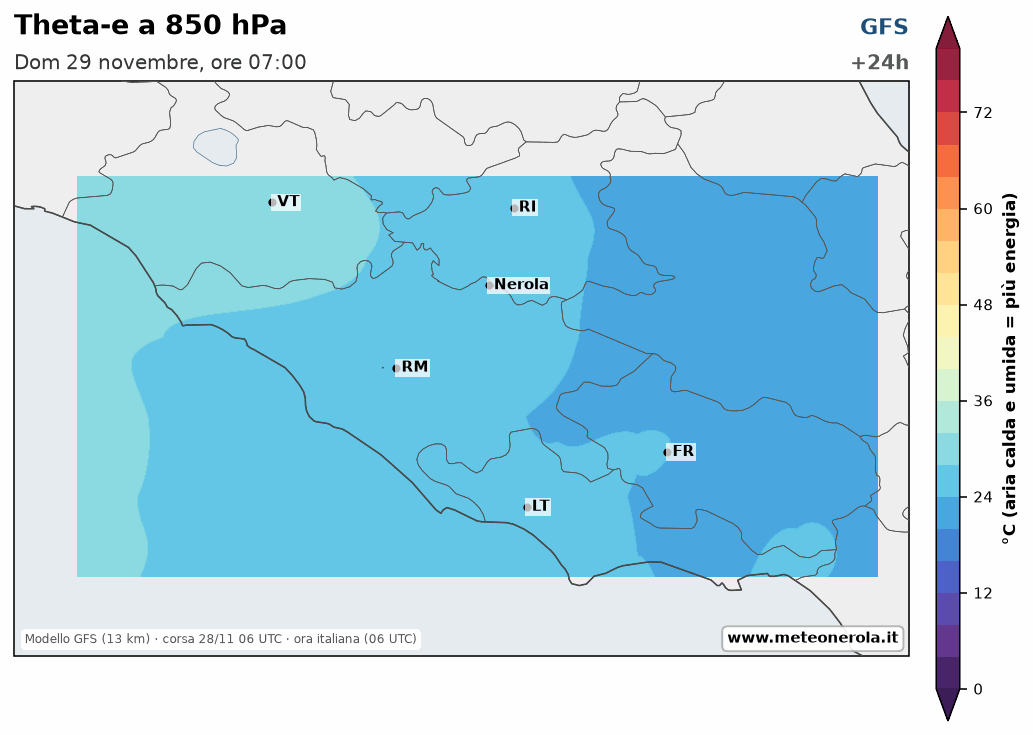 Theta-e a 850 hPa
GFS
Dom 29 novembre, ore 07:00
+24h
VT
RI
Nerola
RM
FR
LT
Modello GFS (13 km) · corsa 28/11 06 UTC · ora italiana (06 UTC)
www.meteonerola.it
72
60
48
36
24
12
0
°C (aria calda e umida = più energia)